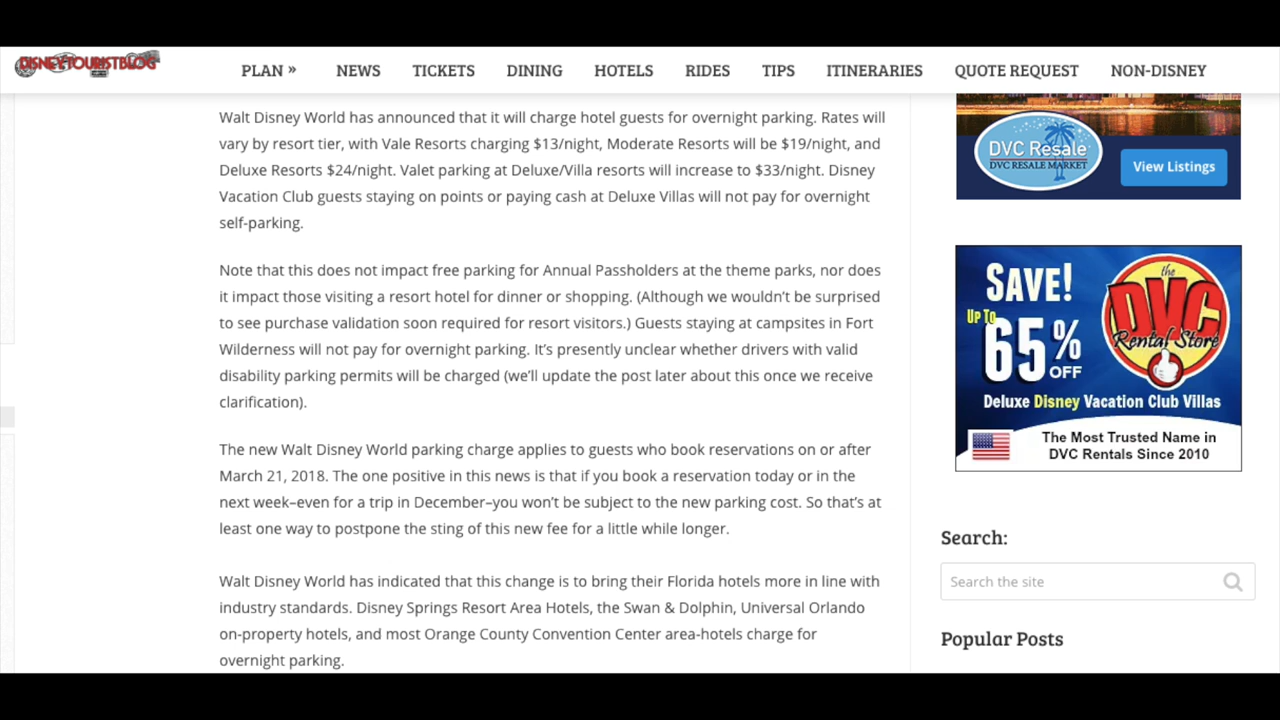 DISNEYTOURISTBLOG
PLAN » NEWS TICKETS DINING HOTELS RIDES TIPS ITINERARIES QUOTE REQUEST NON-DISNEY
Walt Disney World has announced that it will charge hotel guests for overnight parking. Rates will
vary by resort tier, with Vale Resorts charging $13/night, Moderate Resorts will be $19/night, and
Deluxe Resorts $24/night. Valet parking at Deluxe/Villa resorts will increase to $33/night. Disney
Vacation Club guests staying on points or paying cash at Deluxe Villas will not pay for overnight
self-parking.
Note that this does not impact free parking for Annual Passholders at the theme parks, nor does
it impact those visiting a resort hotel for dinner or shopping. (Although we wouldn't be surprised
to see purchase validation soon required for resort visitors.) Guests staying at campsites in Fort
Wilderness will not pay for overnight parking. It's presently unclear whether drivers with valid
disability parking permits will be charged (we'll update the post later about this once we receive
clarification).
The new Walt Disney World parking charge applies to guests who book reservations on or after
March 21, 2018. The one positive in this news is that if you book a reservation today or in the
next week–even for a trip in December–you won't be subject to the new parking cost. So that's at
least one way to postpone the sting of this new fee for a little while longer.
Walt Disney World has indicated that this change is to bring their Florida hotels more in line with
industry standards. Disney Springs Resort Area Hotels, the Swan & Dolphin, Universal Orlando
on-property hotels, and most Orange County Convention Center area-hotels charge for
overnight parking.
DVC Resale
DVC RESALE MARKET
View Listings
SAVE!
UP To
65% OFF
the
DVC
Rental Store
Deluxe Disney Vacation Club Villas
The Most Trusted Name in
DVC Rentals Since 2010
Search:
Search the site
Popular Posts